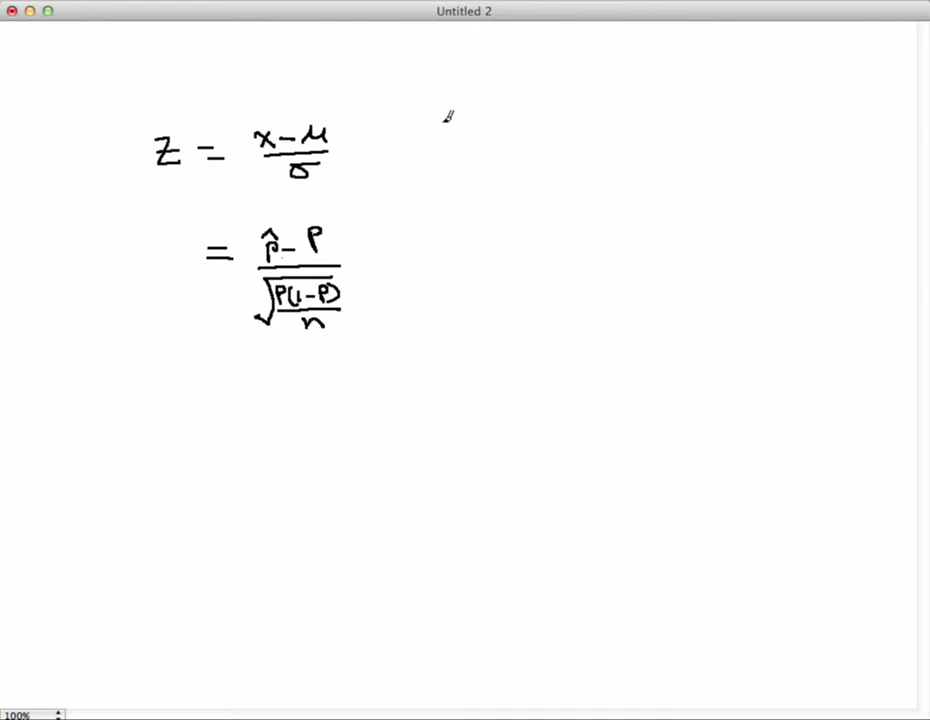 Untitled 2
z = (x − μ)/σ
= (p̂ − p)/√(p(1−p)/n)
100%